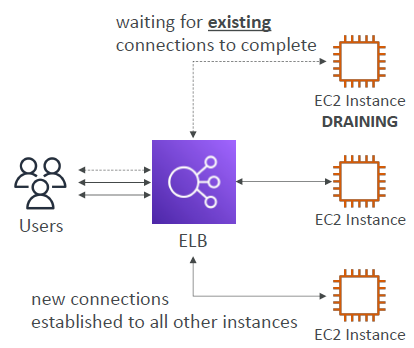 waiting for existing
connections to complete
EC2 Instance
DRAINING
Users
ELB
EC2 Instance
new connections
established to all other instances
EC2 Instance